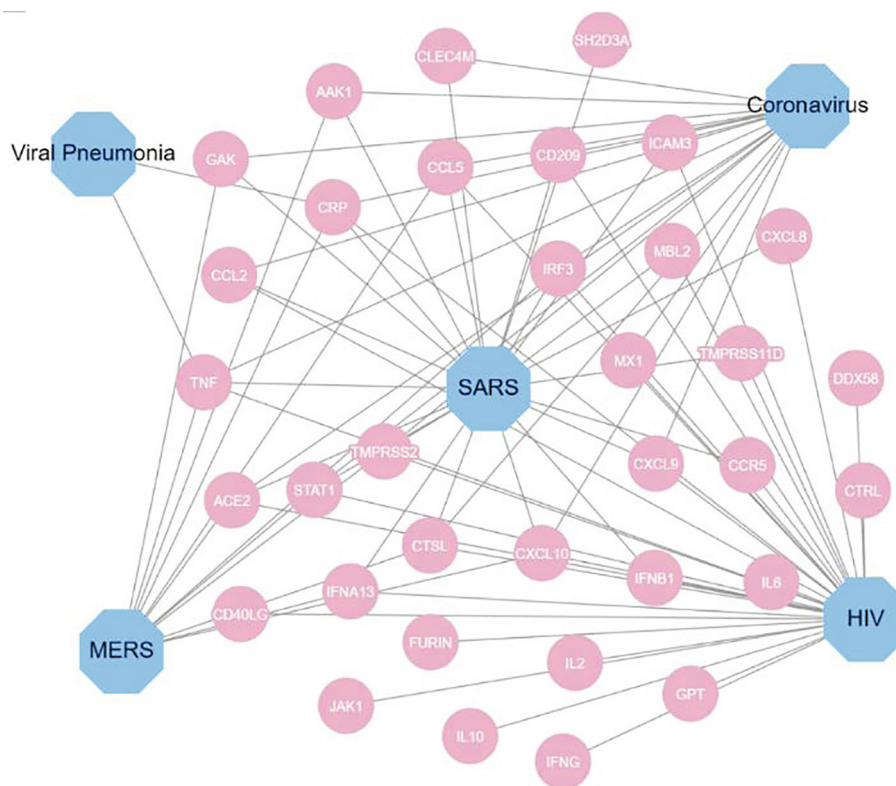 SH2D3A
CLEC4M
AAK1
Coronavirus
Viral Pneumonia
GAK
CCL5
CD209
ICAM3
CRP
CXCL8
CCL2
IRF3
MBL2
TNF
SARS
MX1
TMPRSS11D
DDX58
TMPRSS2
CXCL9
CCR5
ACE2
STAT1
CTRL
CTSL
CXCL10
IFNB1
IL6
CD40LG
IFNA13
HIV
MERS
FURIN
IL2
JAK1
GPT
IL10
IFNG